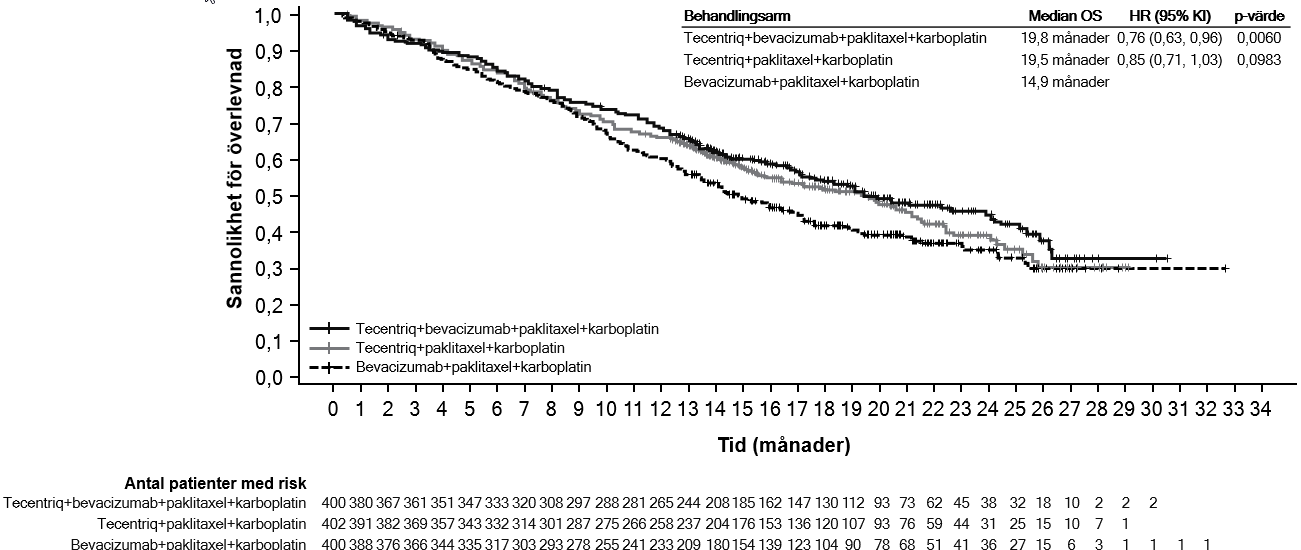 Behandlingsarm Median OS HR (95% KI) p-värde
Tecentriq+bevacizumab+paklitaxel+karboplatin 19,8 månader 0,76 (0,63, 0,96) 0,0060
Tecentriq+paklitaxel+karboplatin 19,5 månader 0,85 (0,71, 1,03) 0,0983
Bevacizumab+paklitaxel+karboplatin 14,9 månader
Sannolikhet för överlevnad
1,0
0,9
0,8
0,7
0,6
0,5
0,4
0,3
0,2
0,1
0,0
Tecentriq+bevacizumab+paklitaxel+karboplatin
Tecentriq+paklitaxel+karboplatin
Bevacizumab+paklitaxel+karboplatin
0 1 2 3 4 5 6 7 8 9 10 11 12 13 14 15 16 17 18 19 20 21 22 23 24 25 26 27 28 29 30 31 32 33 34
Tid (månader)
Antal patienter med risk
Tecentriq+bevacizumab+paklitaxel+karboplatin 400 380 367 361 351 347 333 320 308 297 288 281 265 244 208 185 162 147 130 112 93 73 62 45 38 32 18 10 2 2 2
Tecentriq+paklitaxel+karboplatin 402 391 382 369 357 343 332 314 301 287 275 266 258 237 204 176 153 136 120 107 93 76 59 44 31 25 15 10 7 1
Bevacizumab+paklitaxel+karboplatin 400 388 376 366 344 335 317 303 293 278 255 241 233 209 180 154 139 123 104 90 78 68 51 41 36 27 15 6 3 1 1 1 1